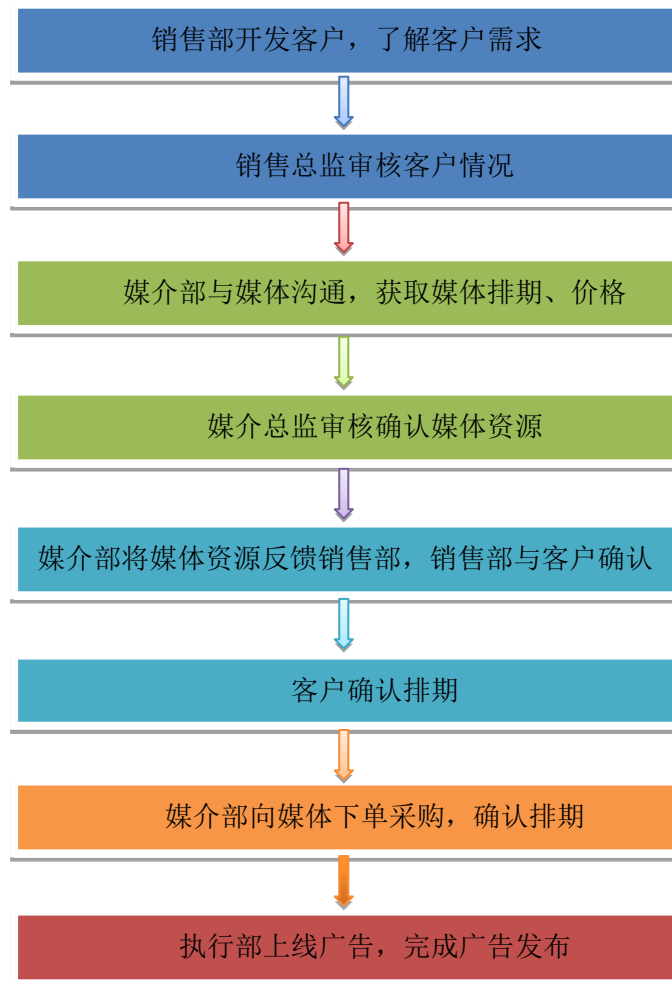 销售部开发客户，了解客户需求
销售总监审核客户情况
媒介部与媒体沟通，获取媒体排期、价格
媒介总监审核确认媒体资源
媒介部将媒体资源反馈销售部，销售部与客户确认
客户确认排期
媒介部向媒体下单采购，确认排期
执行部上线广告，完成广告发布